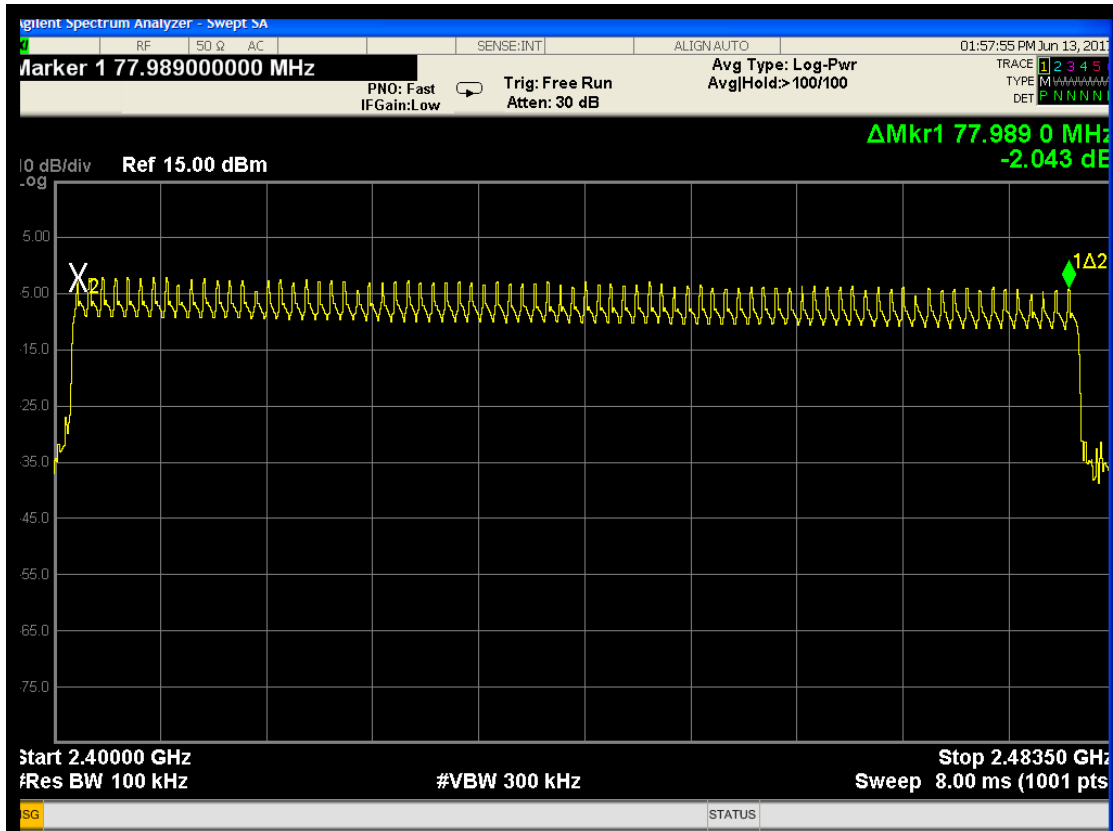 Agilent Spectrum Analyzer - Swept SA
RF 50 Ω AC SENSE:INT ALIGN AUTO 01:57:55 PM Jun 13, 201
Marker 1 77.989000000 MHz
PNO: Fast
IFGain:Low
Trig: Free Run
Atten: 30 dB
Avg Type: Log-Pwr
Avg|Hold:>100/100
TRACE 1 2 3 4 5
TYPE M
DET P N N N N
ΔMkr1 77.989 0 MHz
-2.043 dB
10 dB/div Ref 15.00 dBm
Log
5.00
1Δ2
X2
-5.00
-15.0
-25.0
-35.0
-45.0
-55.0
-65.0
-75.0
Start 2.40000 GHz Stop 2.48350 GHz
#Res BW 100 kHz #VBW 300 kHz Sweep 8.00 ms (1001 pts
MSG STATUS